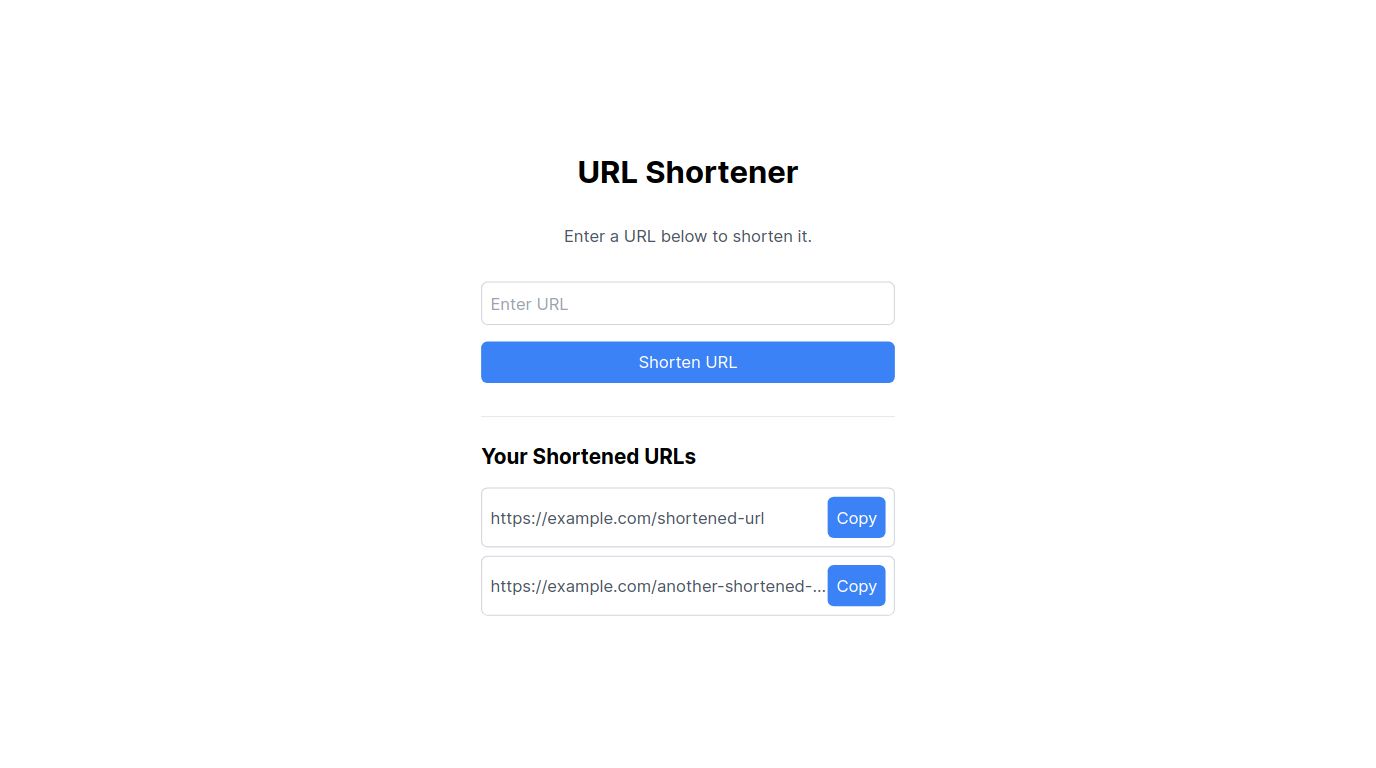 URL Shortener
Enter a URL below to shorten it.
Enter URL
Shorten URL
Your Shortened URLs
https://example.com/shortened-url
Copy
https://example.com/another-shortened-...
Copy